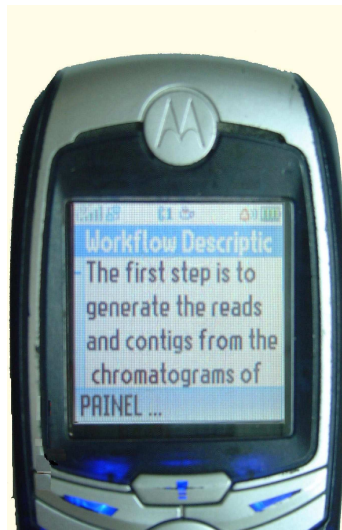 Workflow Descriptic
The first step is to
generate the reads
and contigs from the
chromatograms of
PAINEL ...